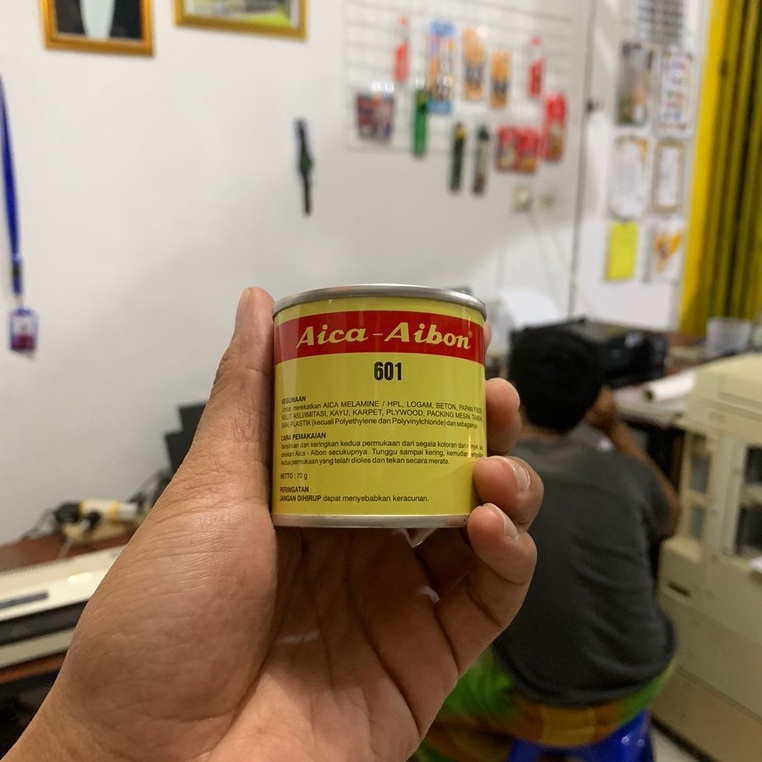 Aica-Aibon®
601
KEGUNAAN
Untuk merekatkan AICA MELAMINE / HPL, LOGAM, BETON, PAPAN FIBER
KULIT ASLI/IMITASI, KAYU, KARPET, PLYWOOD, PACKING MESIN,
PLASTIK (kecuali Polyethylene dan Polyvinylchloride) dan sebagainya
CARA PEMAKAIAN
Bersihkan dan keringkan kedua permukaan dari segala kotoran dan
Aica - Aibon secukupnya. Tunggu sampai kering, kemudian
kedua permukaan yang telah dioles dan tekan secara merata.
NETTO : 70 g
PERINGATAN
JANGAN DIHIRUP dapat menyebabkan keracunan.